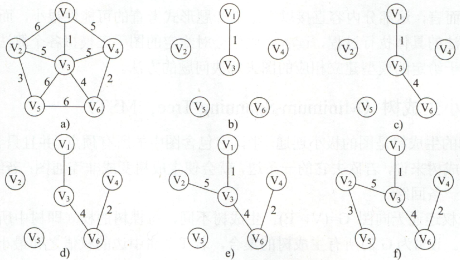 V₁ V₁ V₁
6 5
1 1 1
V₂ 5 5 V₄ V₂ V₄ V₂ V₄
V₃ V₃ V₃
3 6 4 2 4
V₅ 6 V₆ V₅ V₆ V₅ V₆
a) b) c)
V₁ V₁ V₁
1 1
V₂ V₄ V₂ 5 V₄ V₂ 5 V₄
V₃ V₃ V₃
4 2 4 2 3 4 2
V₅ V₆ V₅ V₆ V₅ V₆
d) e) f)